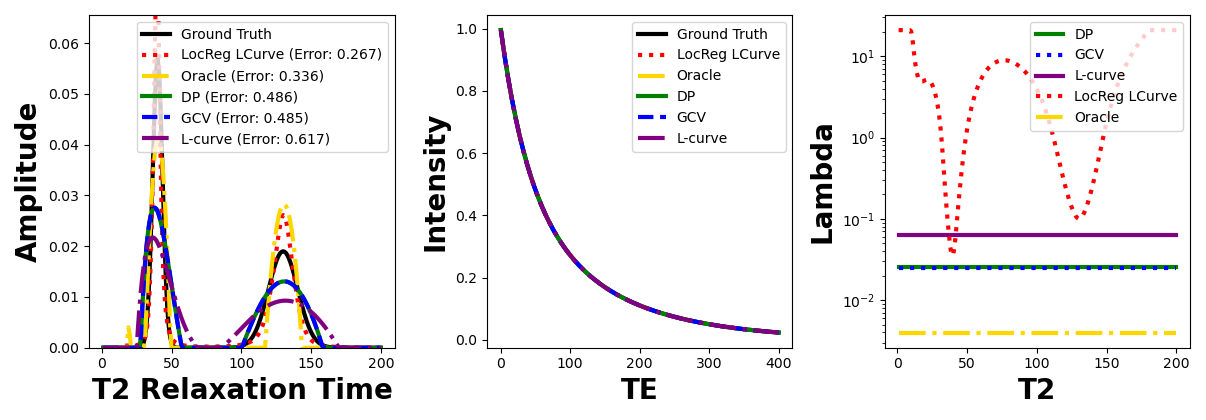 Amplitude
0.06
0.05
0.04
0.03
0.02
0.01
0.00
0
50
100
150
200
T2 Relaxation Time
Ground Truth
LocReg LCurve (Error: 0.267)
Oracle (Error: 0.336)
DP (Error: 0.486)
GCV (Error: 0.485)
L-curve (Error: 0.617)
Intensity
1.0
0.8
0.6
0.4
0.2
0.0
0
100
200
300
400
TE
Ground Truth
LocReg LCurve
Oracle
DP
GCV
L-curve
Lambda
10¹
10⁰
10⁻¹
10⁻²
0
50
100
150
200
T2
DP
GCV
L-curve
LocReg LCurve
Oracle